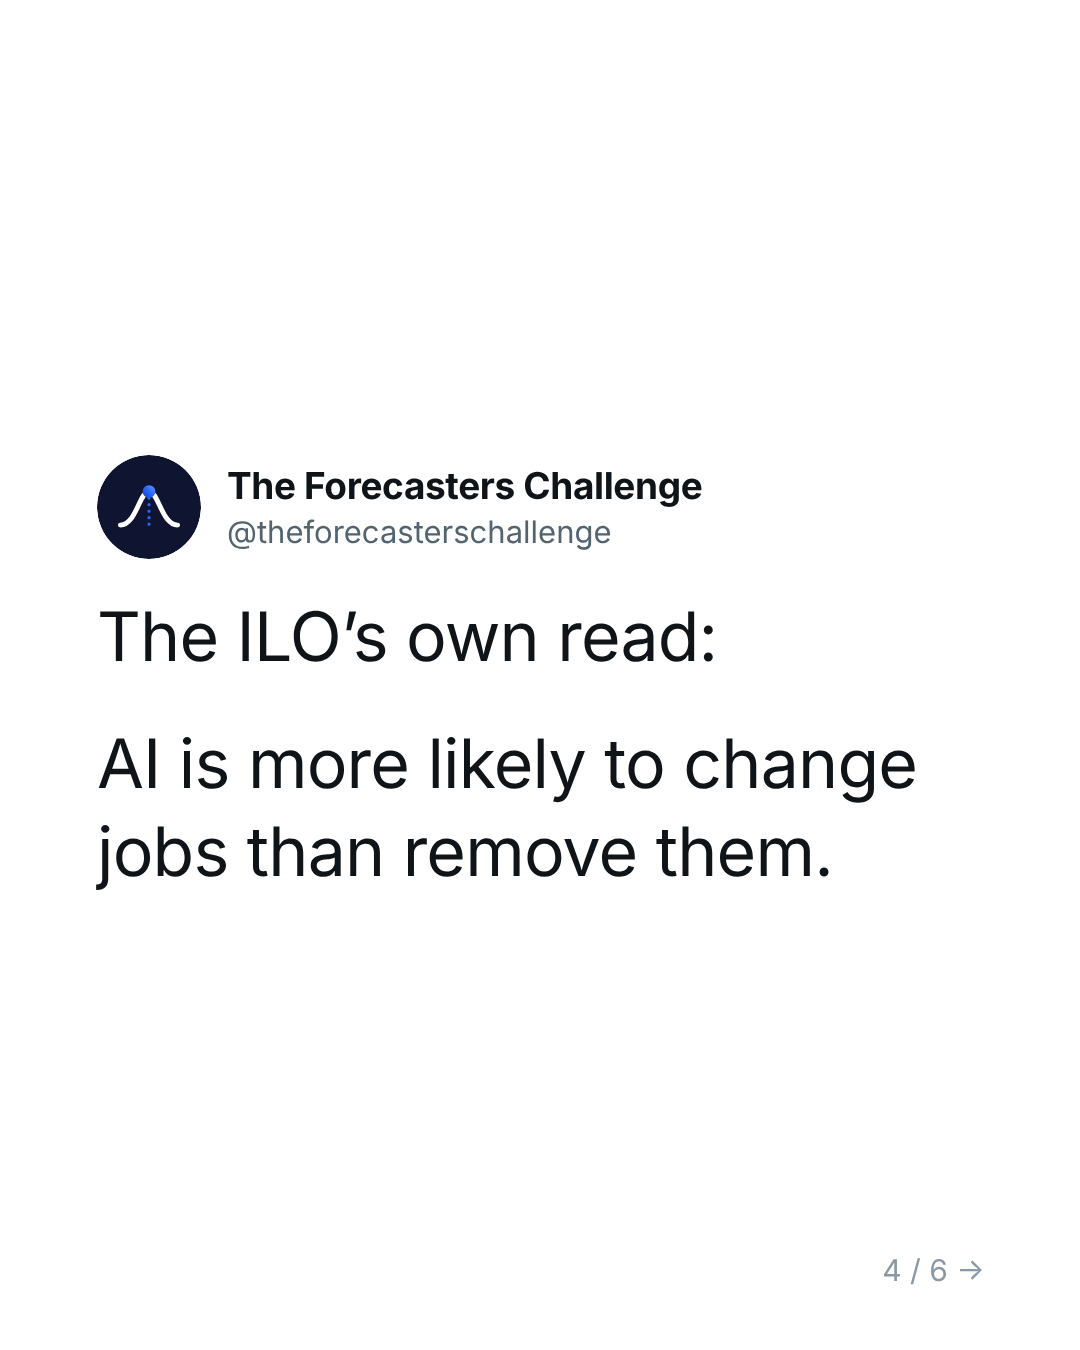 The Forecasters Challenge
@theforecasterschallenge
The ILO’s own read:
AI is more likely to change
jobs than remove them.
4 / 6 →